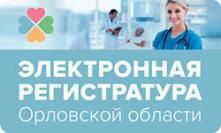 ЭЛЕКТРОННАЯ
РЕГИСТРАТУРА
Орловской области